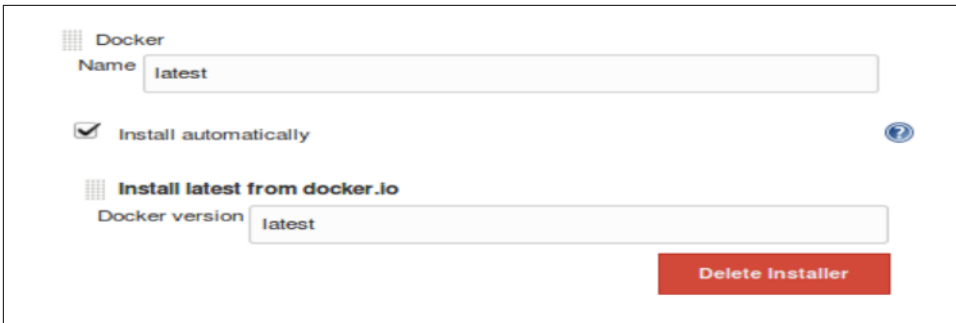 Docker
Name latest
Install automatically
?
Install latest from docker.io
Docker version latest
Delete Installer